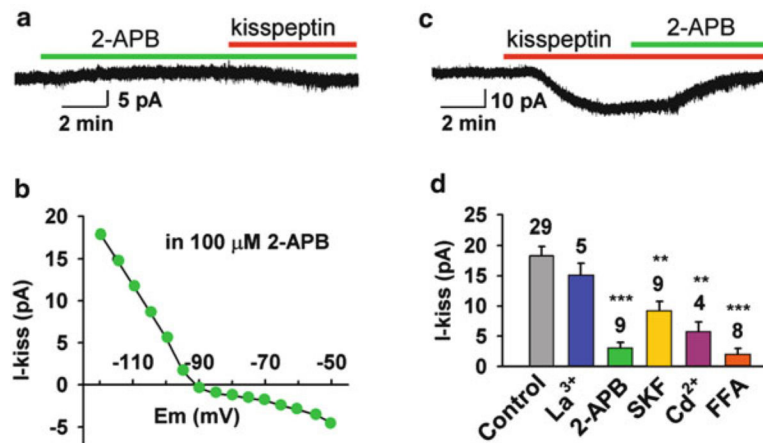 a
2-APB
kisspeptin
5 pA
2 min
c
2-APB
kisspeptin
10 pA
2 min
b
20
15
10
5
0
-5
I-kiss (pA)
in 100 μM 2-APB
-110
-90
-70
-50
Em (mV)
d
25
20
15
10
5
0
I-kiss (pA)
29
5
***
9
**
9
**
4
***
8
Control
La³⁺
2-APB
SKF
Cd²⁺
FFA